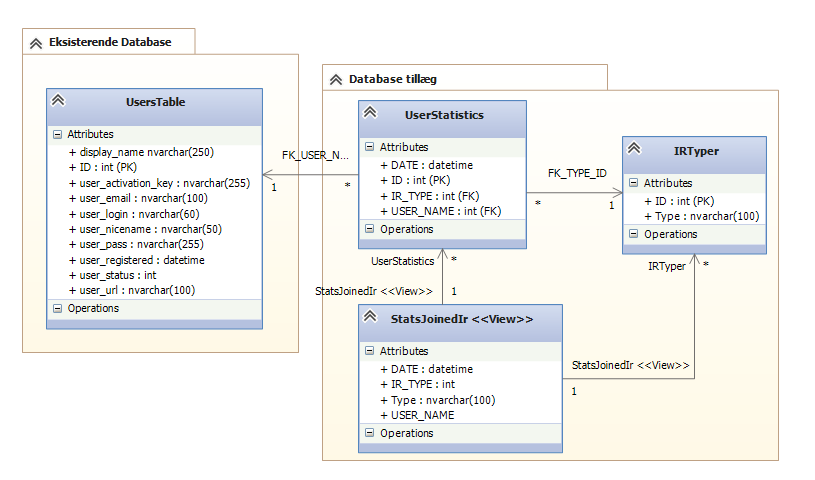 Eksisterende Database
UsersTable
Attributes
+ display_name nvarchar(250)
+ ID : int (PK)
+ user_activation_key : nvarchar(255)
+ user_email : nvarchar(100)
+ user_login : nvarchar(60)
+ user_nicename : nvarchar(50)
+ user_pass : nvarchar(255)
+ user_registered : datetime
+ user_status : int
+ user_url : nvarchar(100)
Operations
FK_USER_N...
1
*
Database tillæg
UserStatistics
Attributes
+ DATE : datetime
+ ID : int (PK)
+ IR_TYPE : int (FK)
+ USER_NAME : int (FK)
Operations
FK_TYPE_ID
*
1
IRTyper
Attributes
+ ID : int (PK)
+ Type : nvarchar(100)
Operations
UserStatistics
*
StatsJoinedIr <<View>>
1
IRTyper
*
StatsJoinedIr <<View>>
Attributes
+ DATE : datetime
+ IR_TYPE : int
+ Type : nvarchar(100)
+ USER_NAME
Operations
StatsJoinedIr <<View>>
1